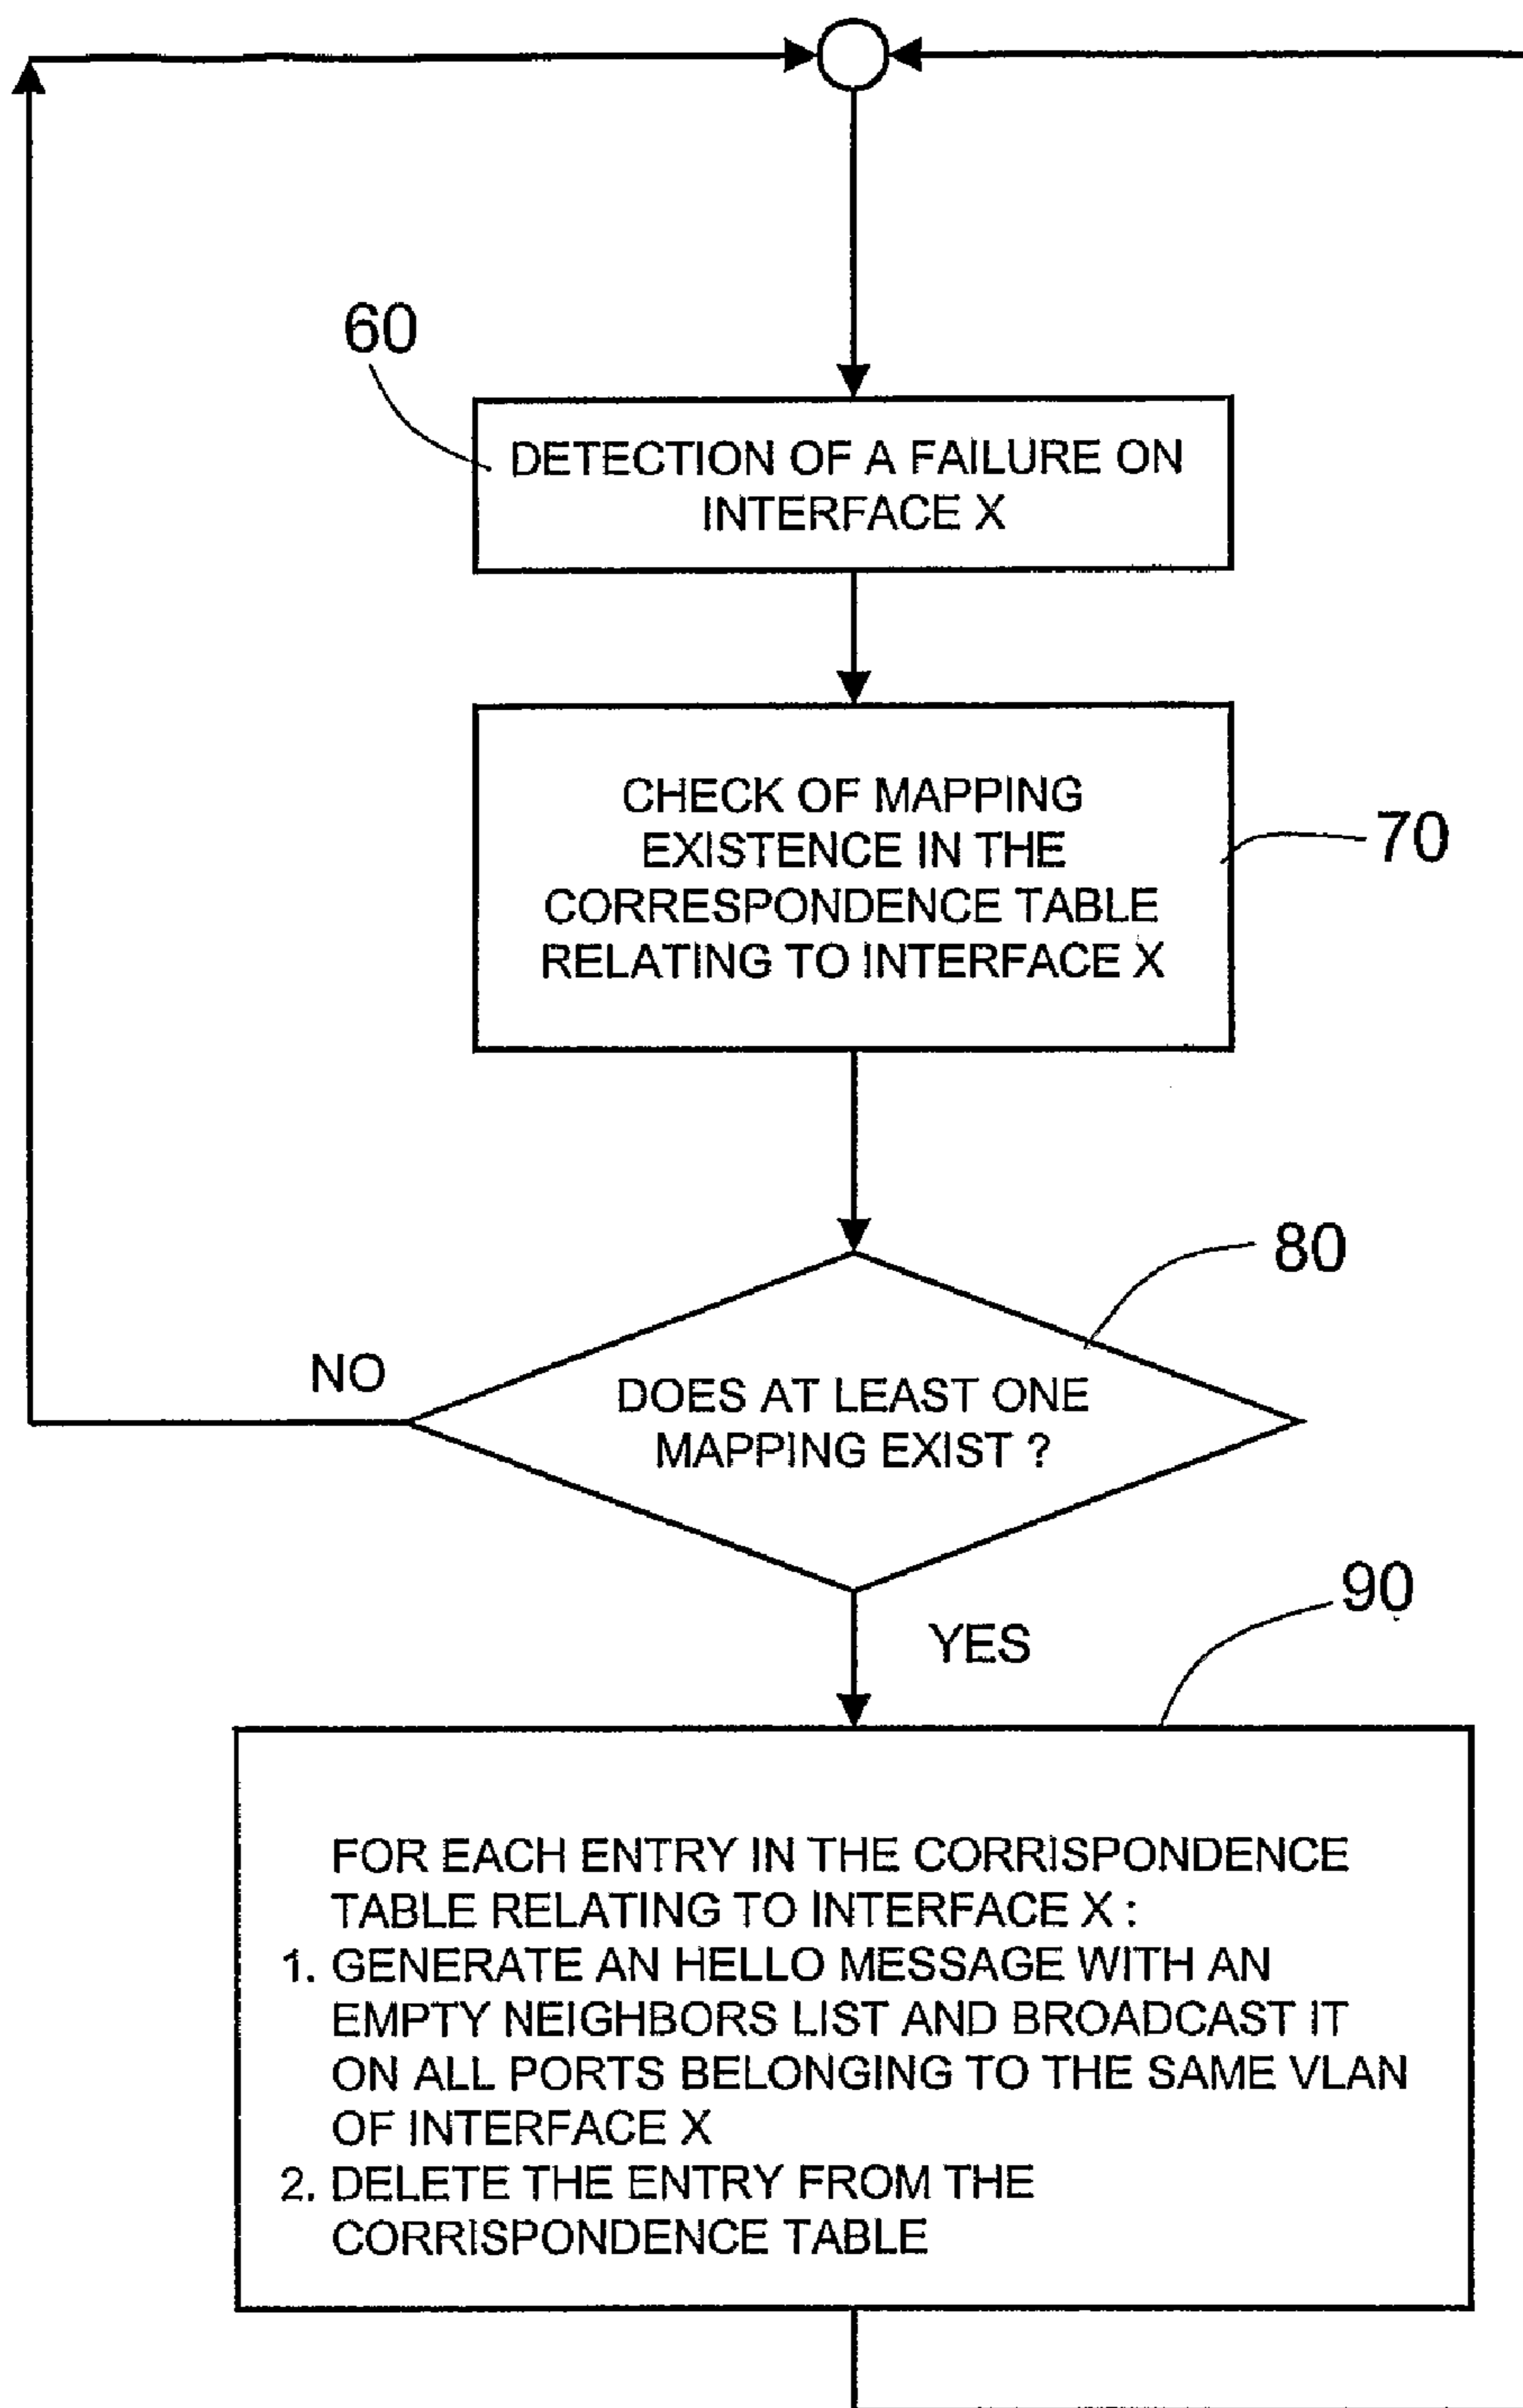 60
DETECTION OF A FAILURE ON
INTERFACE X
CHECK OF MAPPING
EXISTENCE IN THE
CORRESPONDENCE TABLE
RELATING TO INTERFACE X
70
80
NO
DOES AT LEAST ONE
MAPPING EXIST ?
90
YES
FOR EACH ENTRY IN THE CORRISPONDENCE
TABLE RELATING TO INTERFACE X :
1. GENERATE AN HELLO MESSAGE WITH AN
EMPTY NEIGHBORS LIST AND BROADCAST IT
ON ALL PORTS BELONGING TO THE SAME VLAN
OF INTERFACE X
2. DELETE THE ENTRY FROM THE
CORRISPONDENCE TABLE